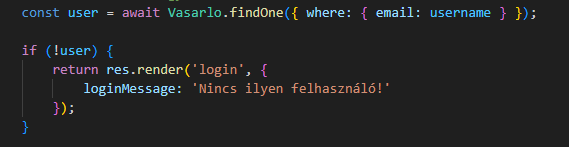 const user = await Vasarlo.findOne({ where: { email: username } });
if (!user) {
return res.render('login', {
loginMessage: 'Nincs ilyen felhasználó!'
});
}